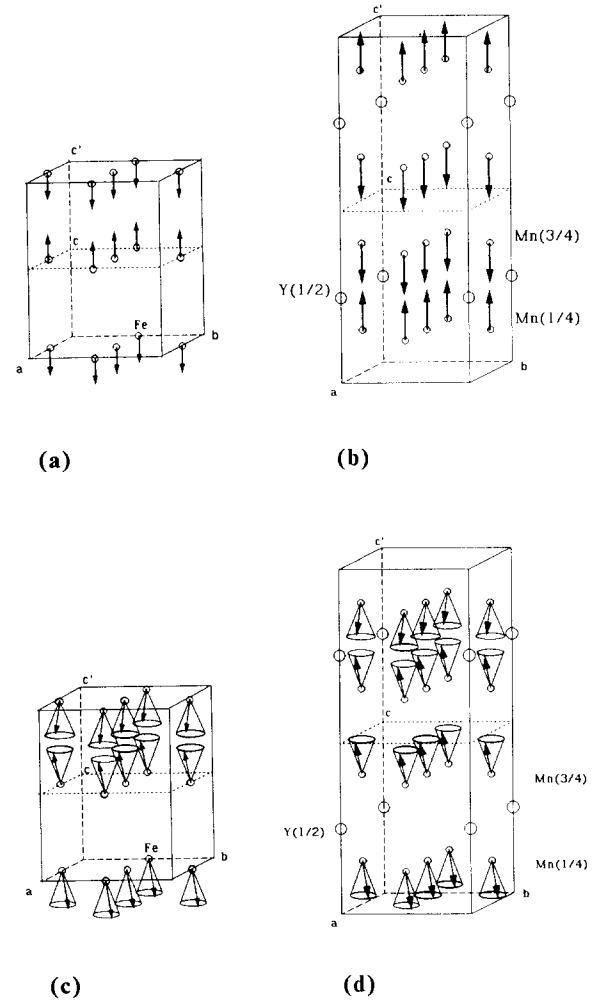 c'
c
Fe
a
b
(a)
c'
c
Mn(3/4)
Y(1/2)
Mn(1/4)
a
b
(b)
c'
c
Fe
a
b
(c)
c'
c
Mn(3/4)
Y(1/2)
Mn(1/4)
a
b
(d)